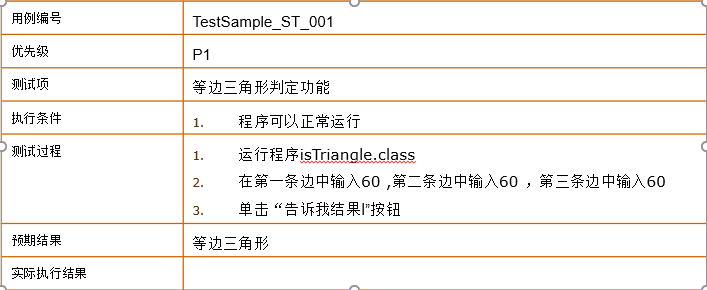 用例编号 TestSample_ST_001
优先级 P1
测试项 等边三角形判定功能
执行条件 1. 程序可以正常运行
测试过程 1. 运行程序isTriangle.class
2. 在第一条边中输入60 ,第二条边中输入60 ，第三条边中输入60
3. 单击“告诉我结果!”按钮
预期结果 等边三角形
实际执行结果